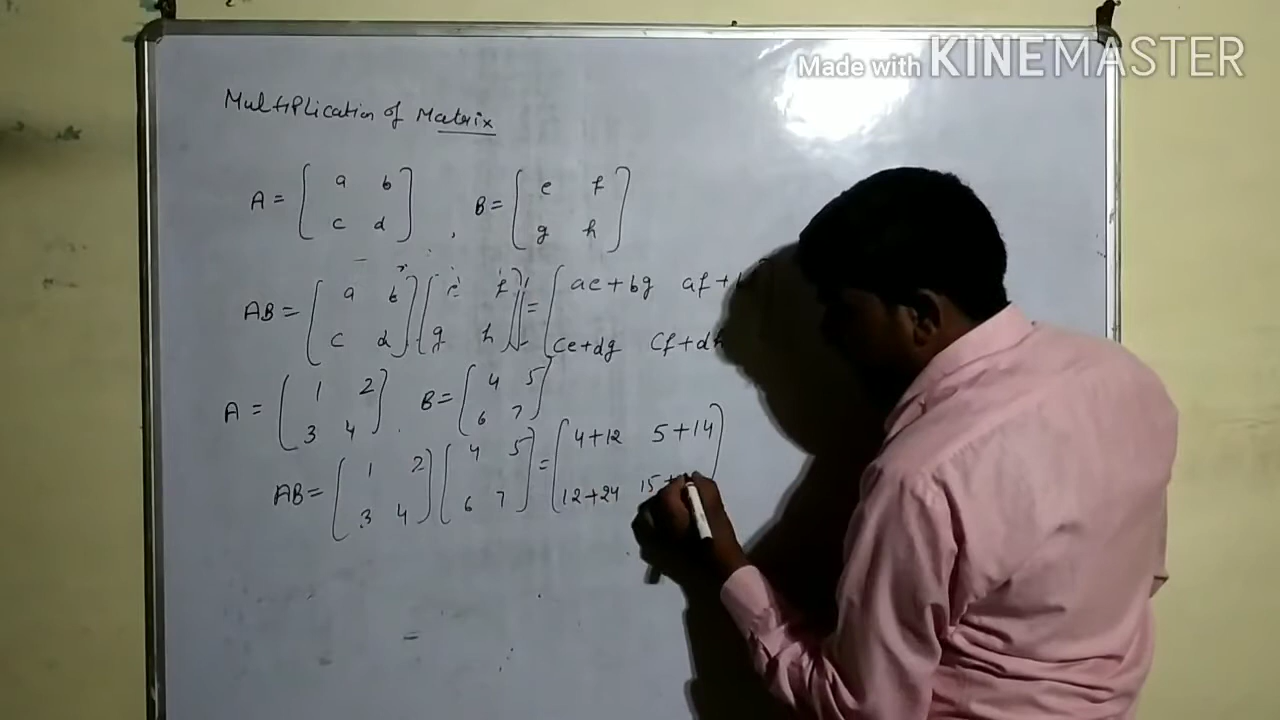 Made with KINEMASTER
Multiplication of Matrix
A = [ a b , B = [ e f
c d ] g h ]
AB = [ a b ] [ e f ] = [ ae + bg af +
c d g h ce + dg cf + dh
A = [ 1 2 ] . B = [ 4 5 ]
3 4 6 7
AB = [ 1 2 ] [ 4 5 ] = [ 4+12 5+14 ]
3 4 6 7 12+24 15+
=